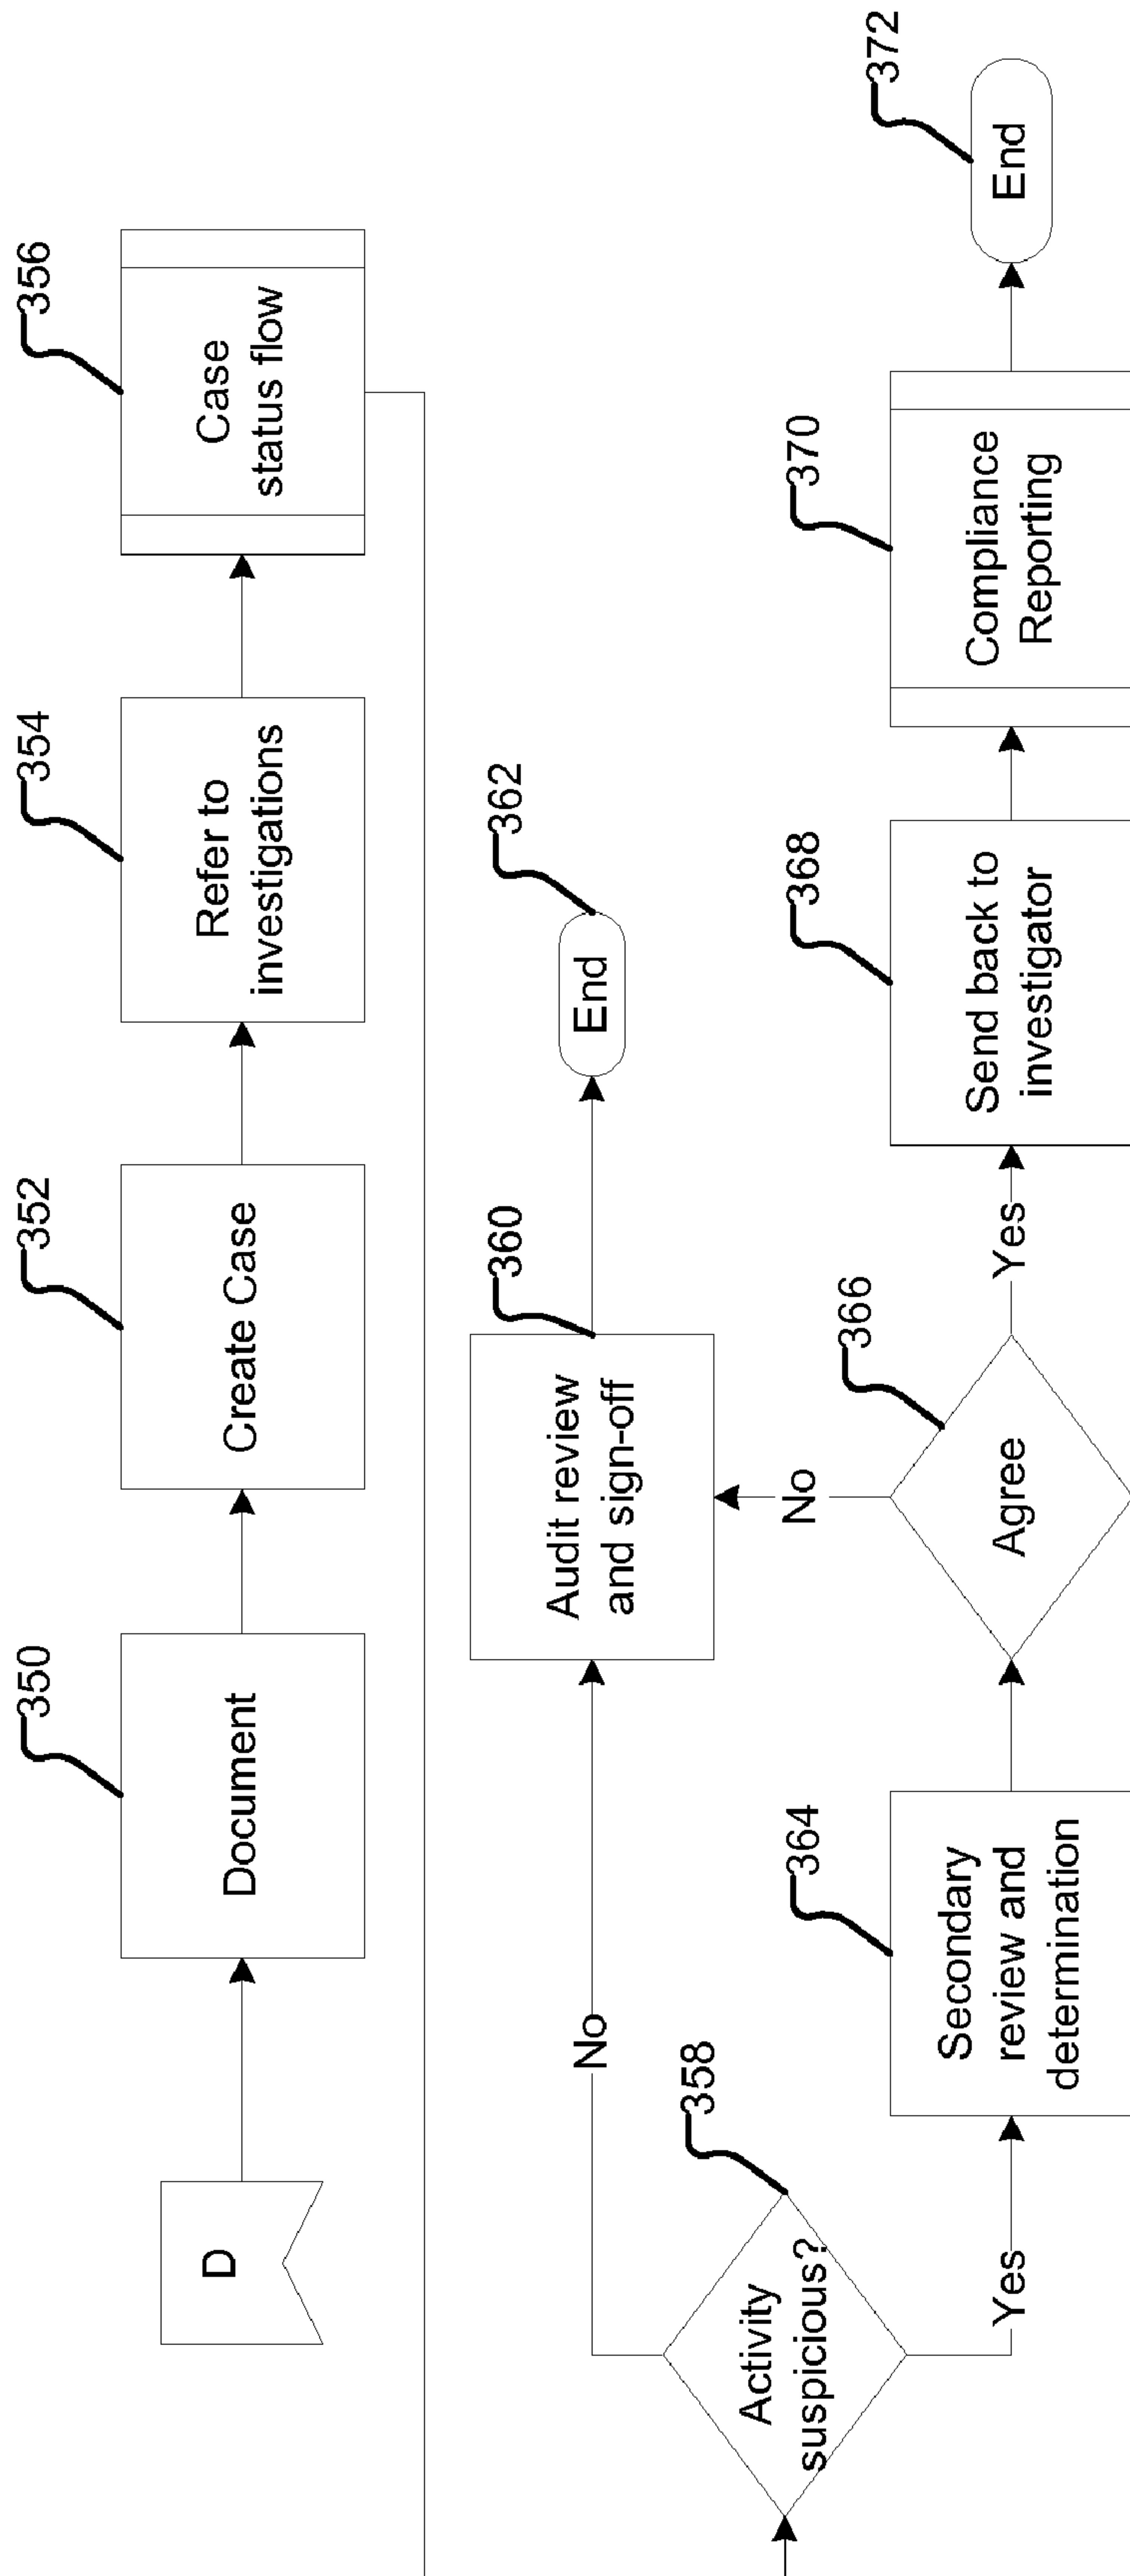 D
350
Document
352
Create Case
354
Refer to
investigations
356
Case
status flow
358
Activity
suspicious?
No
360
Audit review
and sign-off
362
End
Yes
364
Secondary
review and
determination
366
Agree
No
Yes
368
Send back to
investigator
370
Compliance
Reporting
372
End